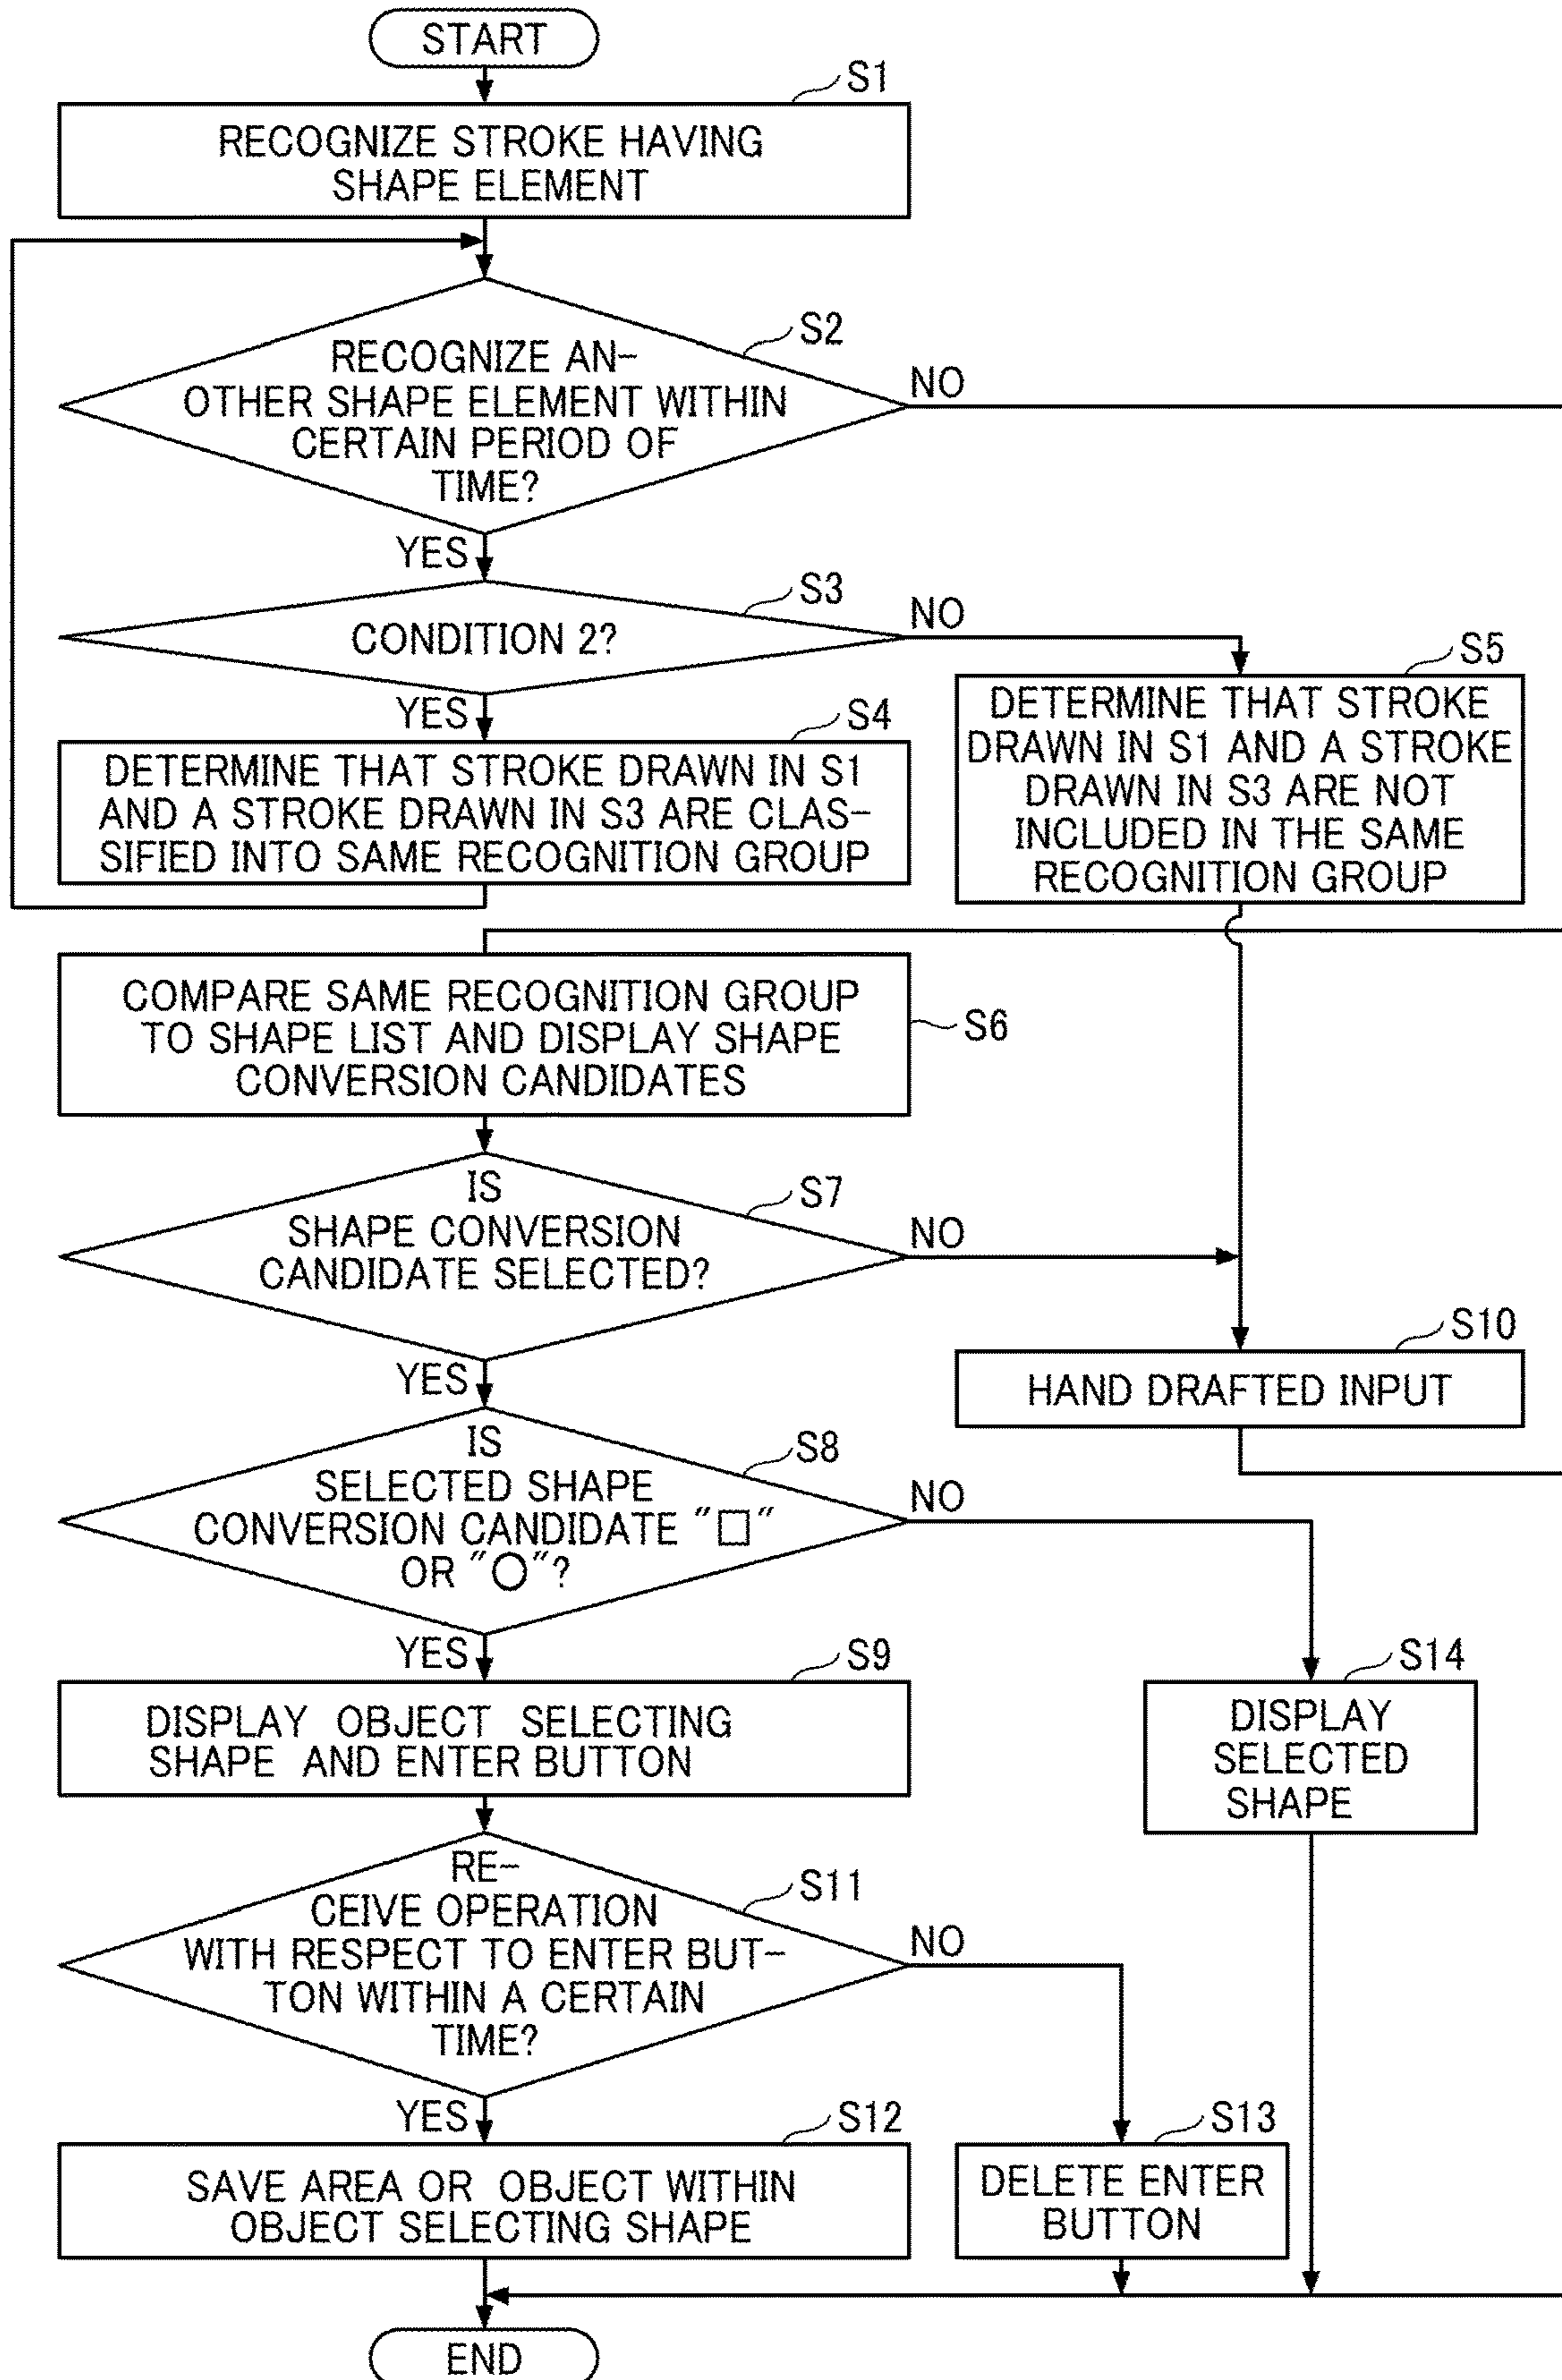 START
S1
RECOGNIZE STROKE HAVING
SHAPE ELEMENT
S2
RECOGNIZE AN-
OTHER SHAPE ELEMENT WITHIN
CERTAIN PERIOD OF
TIME?
NO
YES
S3
CONDITION 2?
NO
YES
S4
DETERMINE THAT STROKE DRAWN IN S1
AND A STROKE DRAWN IN S3 ARE CLAS-
SIFIED INTO SAME RECOGNITION GROUP
S5
DETERMINE THAT STROKE
DRAWN IN S1 AND A STROKE
DRAWN IN S3 ARE NOT
INCLUDED IN THE SAME
RECOGNITION GROUP
COMPARE SAME RECOGNITION GROUP
TO SHAPE LIST AND DISPLAY SHAPE
CONVERSION CANDIDATES
S6
IS
SHAPE CONVERSION
CANDIDATE SELECTED?
S7
NO
YES
S10
HAND DRAFTED INPUT
IS
SELECTED SHAPE
CONVERSION CANDIDATE "□"
OR "○"?
S8
NO
YES
S9
DISPLAY OBJECT SELECTING
SHAPE AND ENTER BUTTON
S14
DISPLAY
SELECTED
SHAPE
RE-
CEIVE OPERATION
WITH RESPECT TO ENTER BUT-
TON WITHIN A CERTAIN
TIME?
S11
NO
YES
S12
SAVE AREA OR OBJECT WITHIN
OBJECT SELECTING SHAPE
S13
DELETE ENTER
BUTTON
END